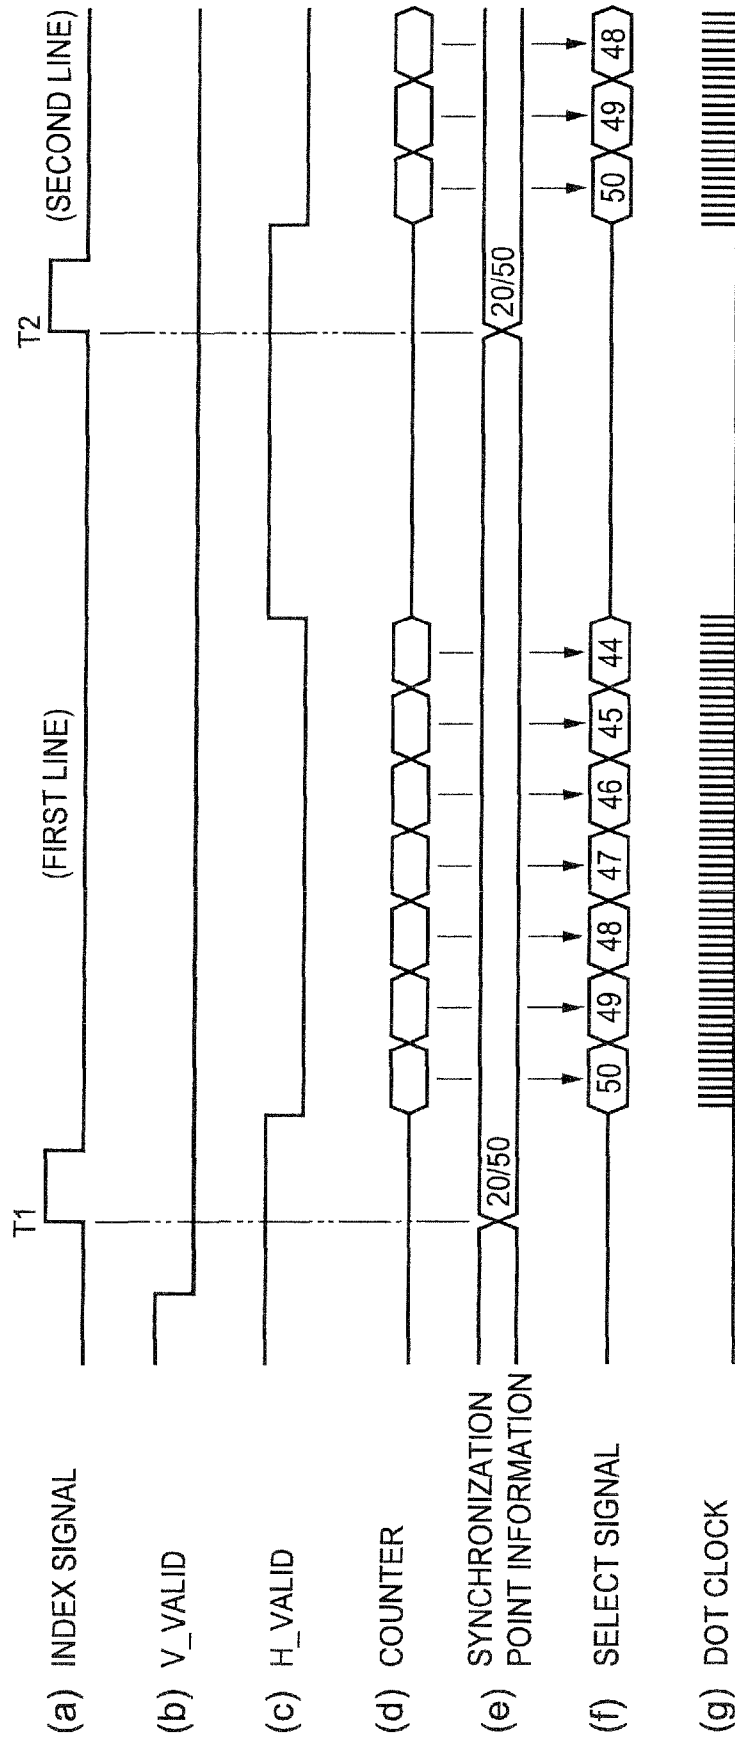 T1
T2
(FIRST LINE)
(SECOND LINE)
(a) INDEX SIGNAL
(b) V_VALID
(c) H_VALID
(d) COUNTER
(e) SYNCHRONIZATION
POINT INFORMATION
20/50
20/50
(f) SELECT SIGNAL
50 49 48 47 46 45 44 50 49 48
(g) DOT CLOCK